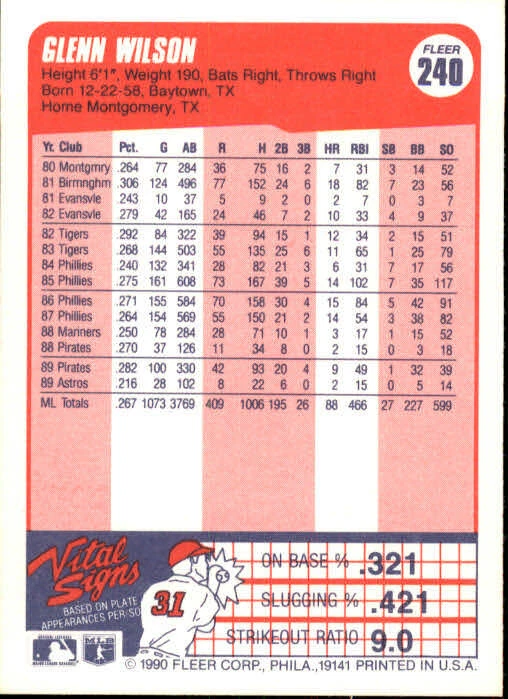 GLENN WILSON
FLEER
240
Height 6'1", Weight 190, Bats Right, Throws Right
Born 12-22-58, Baytown, TX
Home Montgomery, TX
Yr. Club Pct. G AB R H 2B 3B HR RBI SB BB SO
80 Montgmry .264 77 284 36 75 16 2 7 31 3 14 52
81 Birmnghm .306 124 496 77 152 24 6 18 82 7 23 56
81 Evansvle .243 10 37 5 9 2 0 2 7 0 3 7
82 Evansvle .279 42 165 24 46 7 2 10 33 4 9 37
82 Tigers .292 84 322 39 94 15 1 12 34 2 15 51
83 Tigers .268 144 503 55 135 25 6 11 65 1 25 79
84 Phillies .240 132 341 28 82 21 3 6 31 7 17 56
85 Phillies .275 161 608 73 167 39 5 14 102 7 35 117
86 Phillies .271 155 584 70 158 30 4 15 84 5 42 91
87 Phillies .264 154 569 55 150 21 2 14 54 3 38 82
88 Mariners .250 78 284 28 71 10 1 3 17 1 15 52
88 Pirates .270 37 126 11 34 8 0 2 15 0 3 18
89 Pirates .282 100 330 42 93 20 4 9 49 1 32 39
89 Astros .216 28 102 8 22 6 0 2 15 0 5 14
ML Totals .267 1073 3769 409 1006 195 26 88 466 27 227 599
Vital Signs
BASED ON PLATE
APPEARANCES PER/SO
31
ON BASE % .321
SLUGGING % .421
STRIKEOUT RATIO 9.0
MLB
© 1990 FLEER CORP., PHILA., 19141 PRINTED IN U.S.A.